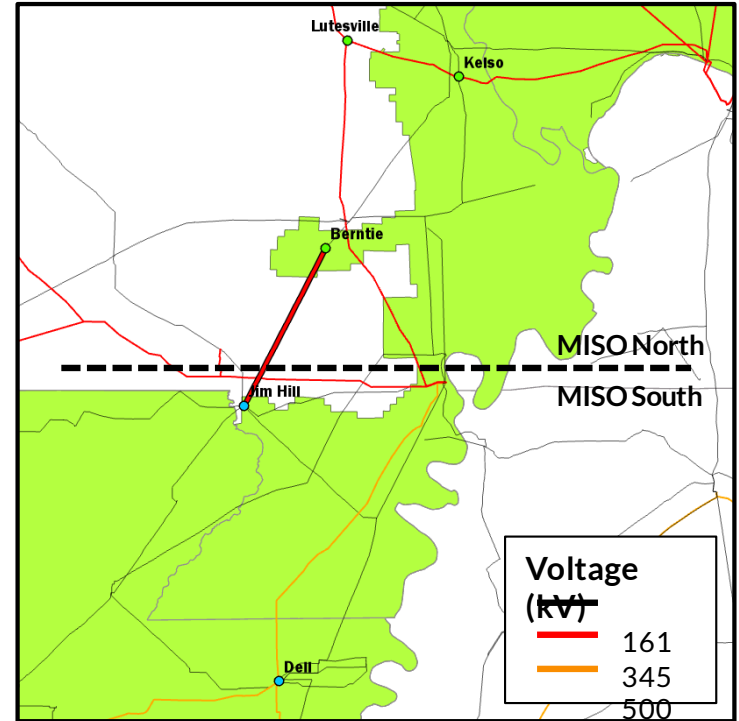 Lutesville
Kelso
Berntie
MISO North
Jim Hill
MISO South
Dell
Voltage
(kV)
161
345
500